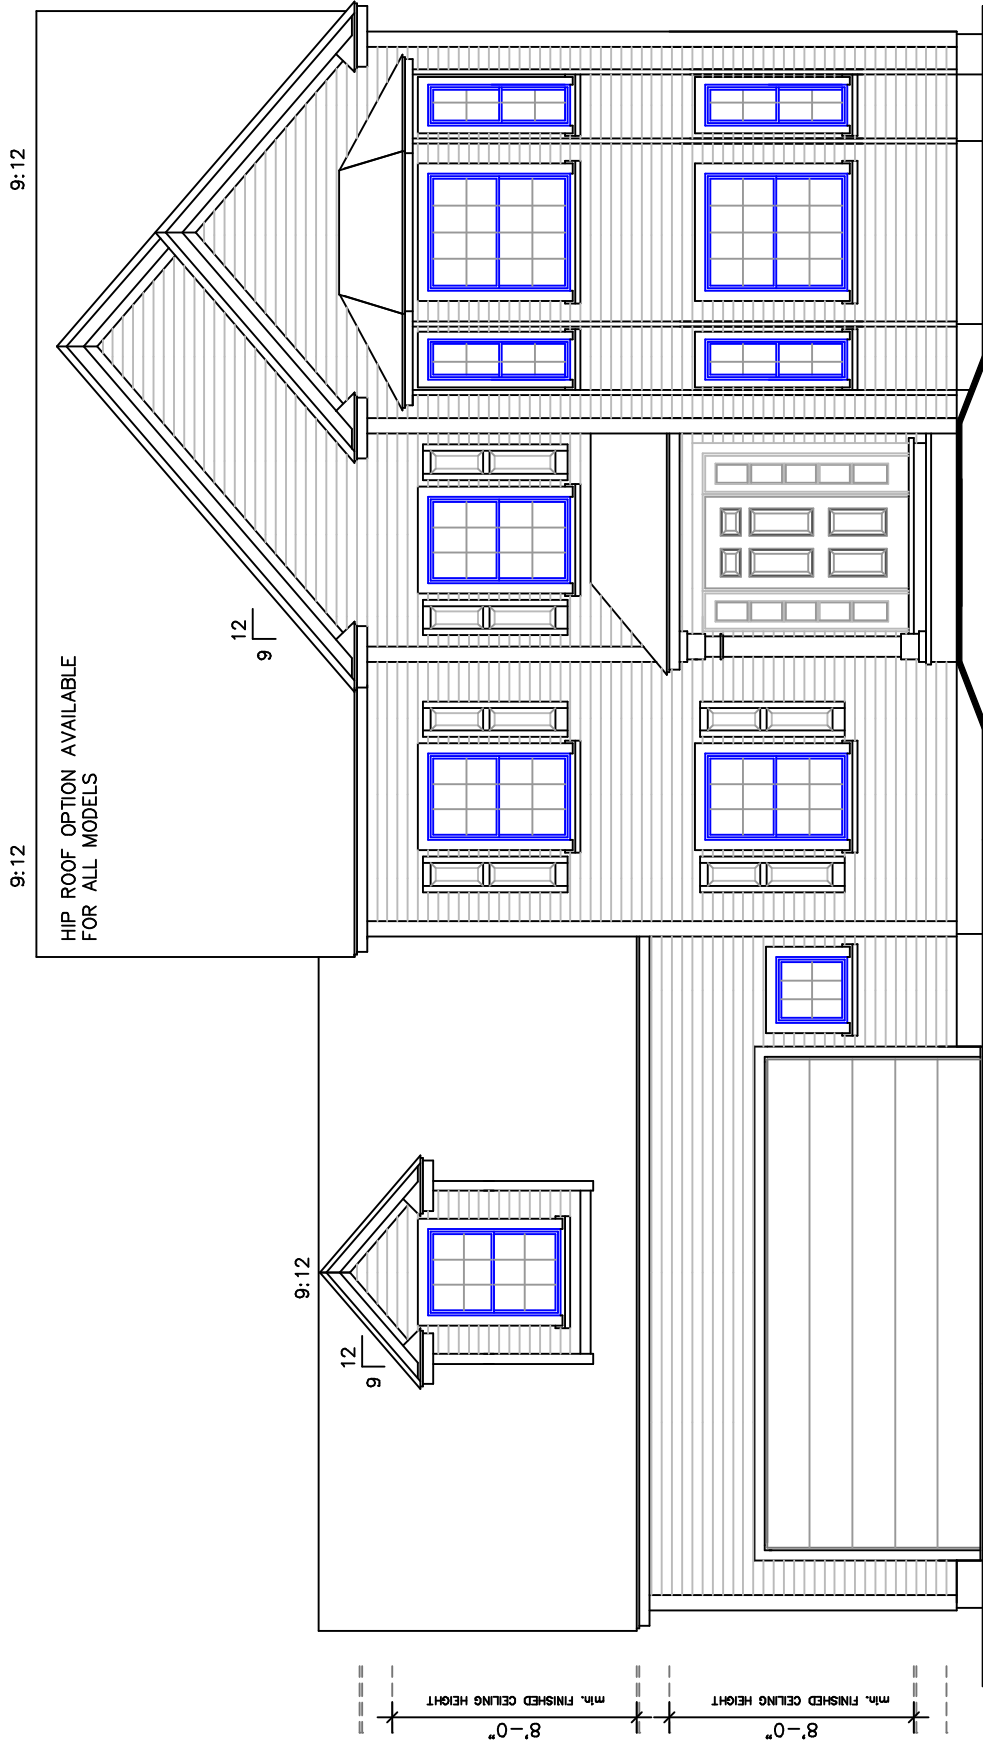 9:12
9:12
HIP ROOF OPTION AVAILABLE
FOR ALL MODELS
12
9
9:12
12
9
8'-0"
min. FINISHED CEILING HEIGHT
8'-0"
min. FINISHED CEILING HEIGHT